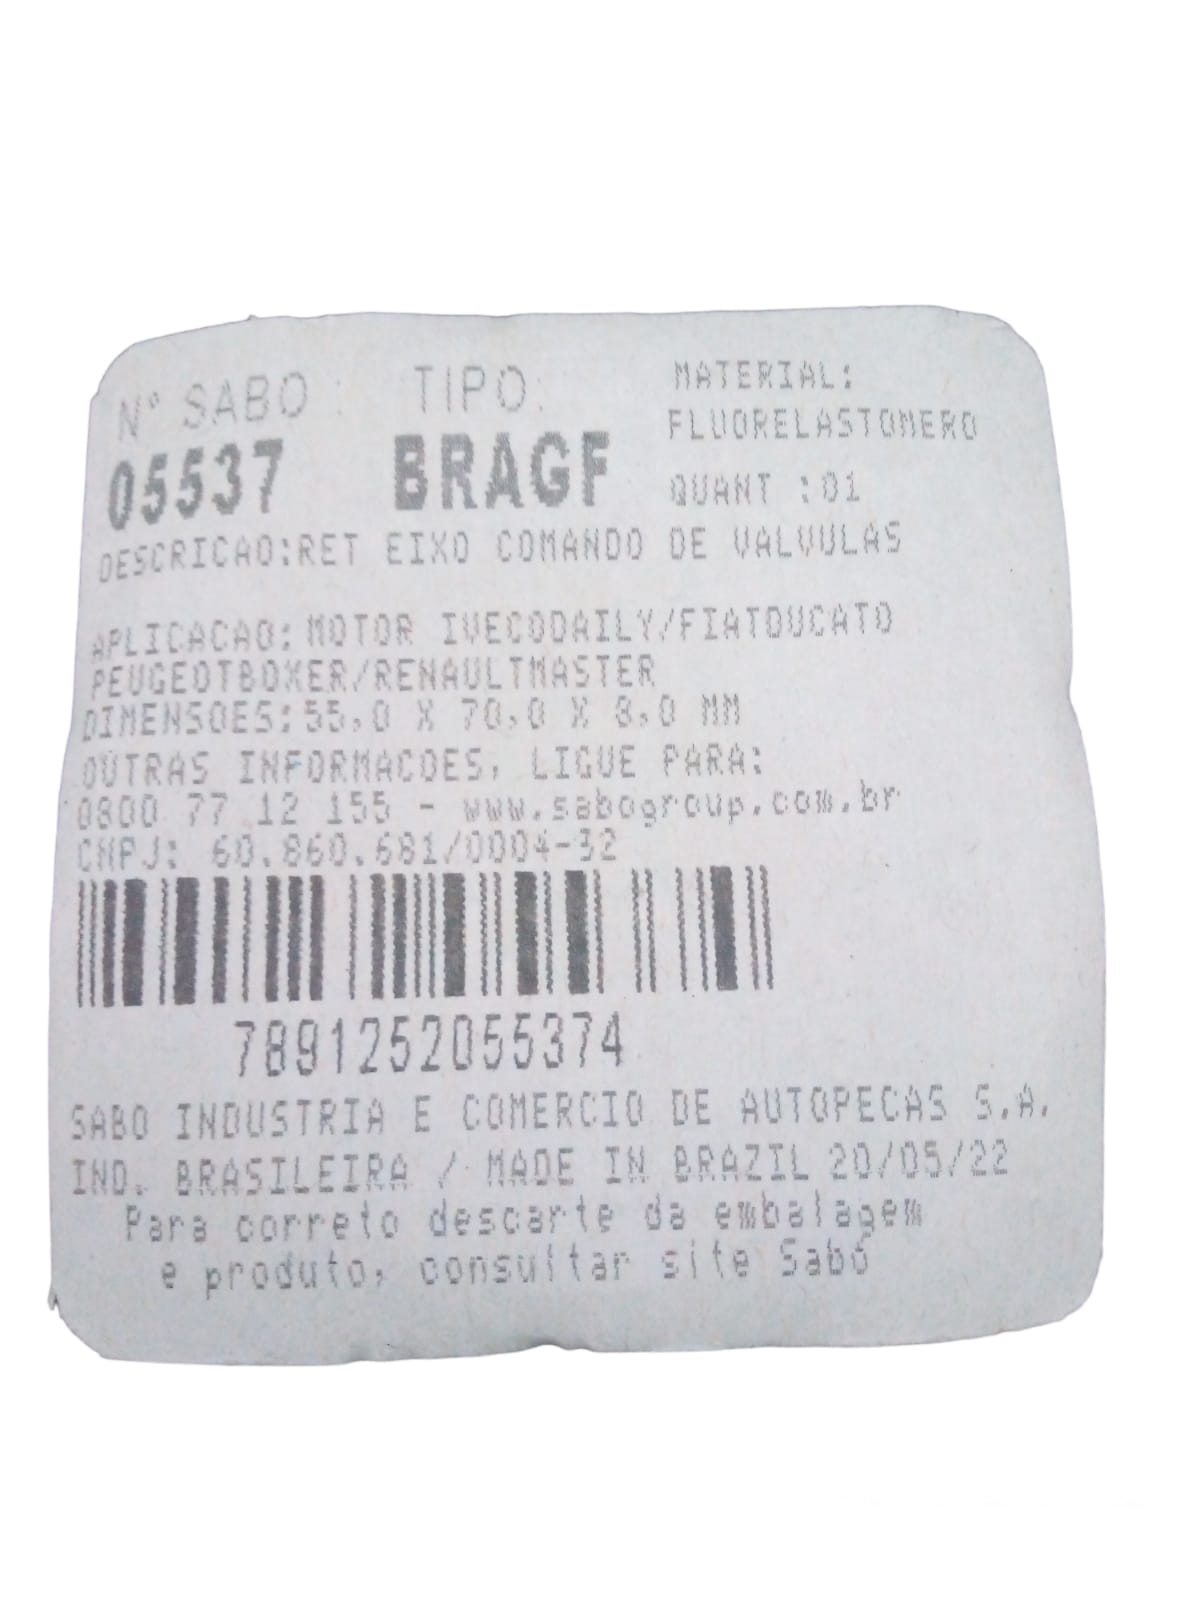 Nº SABO : TIPO: MATERIAL:
05537 BRAGF FLUORELASTOMERO
QUANT :01
DESCRICAO:RET EIXO COMANDO DE VALVULAS
APLICACAO: MOTOR IVECODAILY/FIATDUCATO
PEUGEOTBOXER/RENAULTMASTER
DIMENSOES:55,0 X 70,0 X 8,0 MM
OUTRAS INFORMACOES, LIGUE PARA:
0800 77 12 155 - www.sabogroup.com.br
CNPJ: 60.860.681/0004-32
7891252055374
SABO INDUSTRIA E COMERCIO DE AUTOPECAS S.A.
IND. BRASILEIRA / MADE IN BRAZIL 20/05/22
Para correto descarte da embalagem
e produto, consultar site Sabó